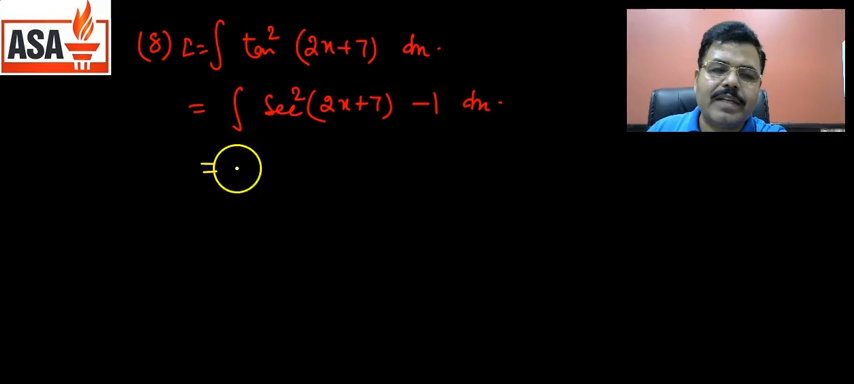 ASA
(8) I = ∫ tan² (2x+7) dx.
= ∫ Sec² (2x+7) -1 dx.
=